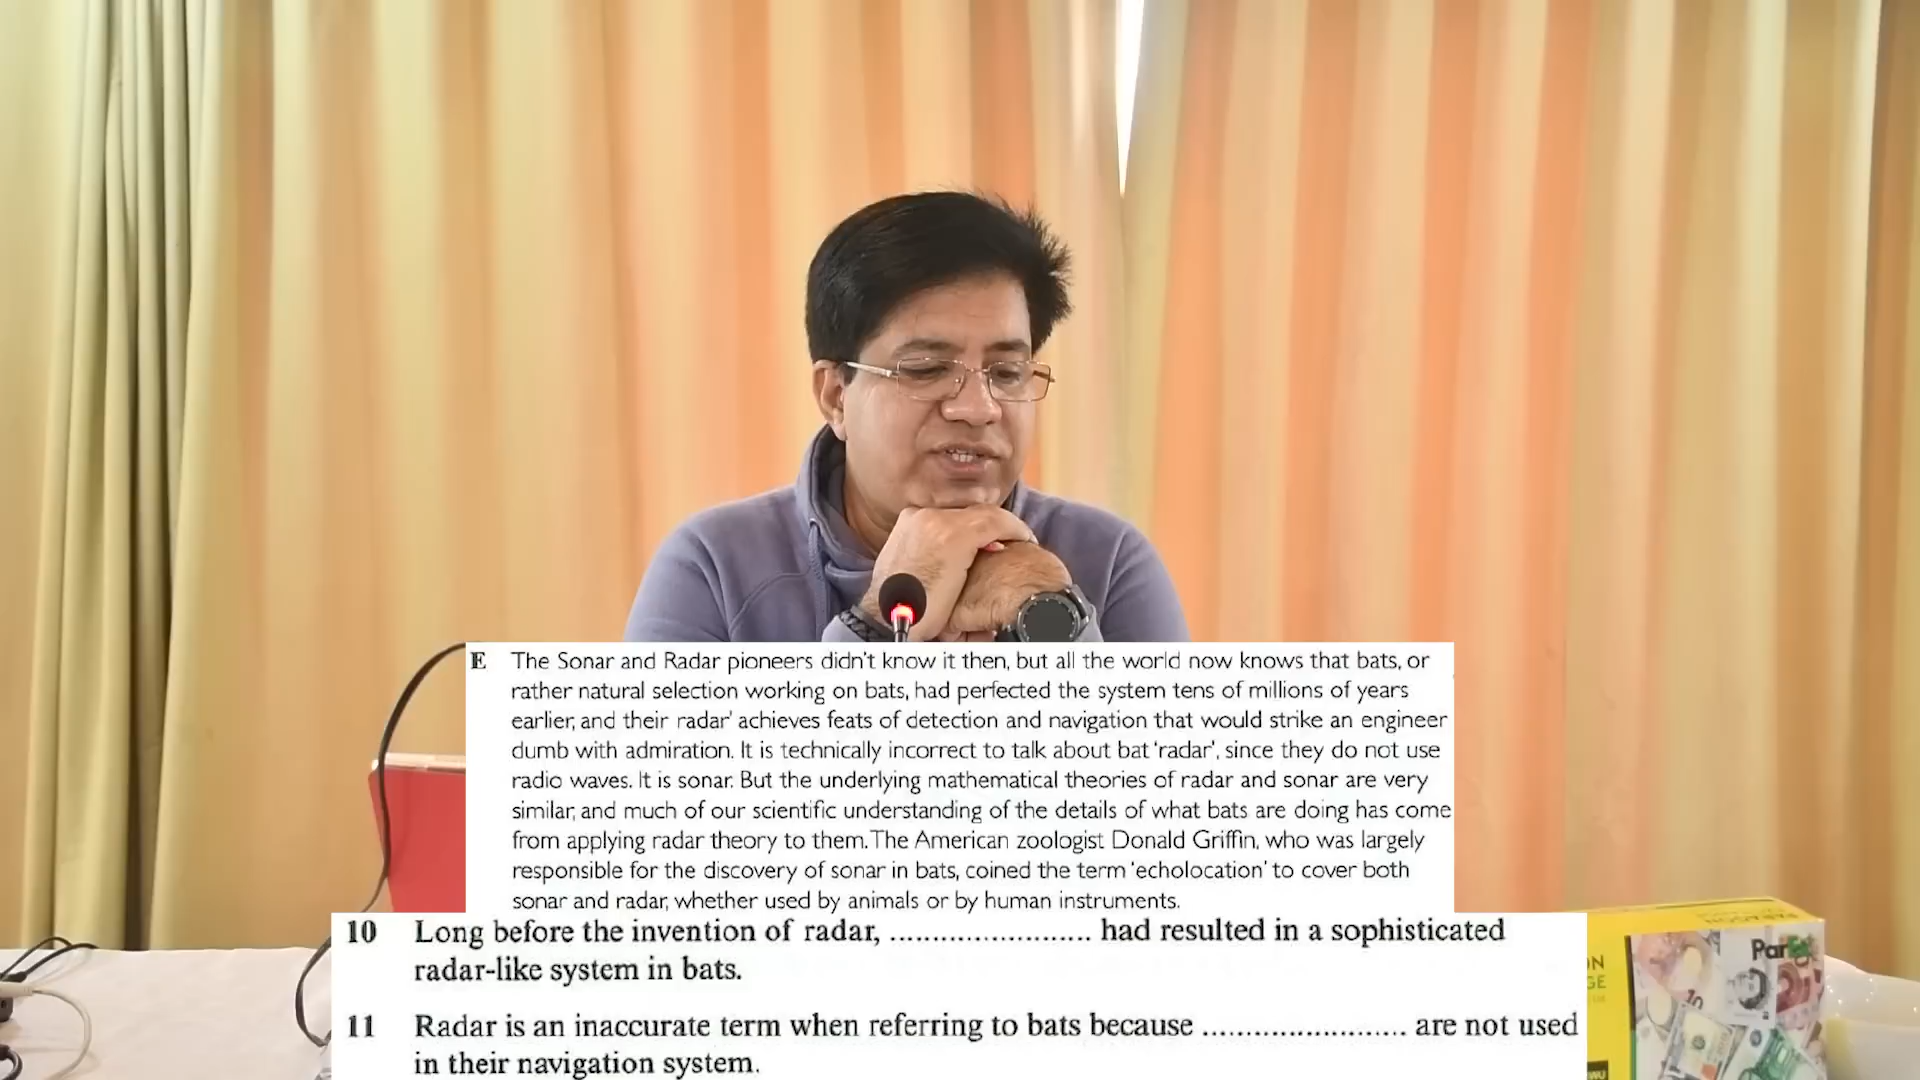 E The Sonar and Radar pioneers didn't know it then, but all the world now knows that bats, or
rather natural selection working on bats, had perfected the system tens of millions of years
earlier, and their radar' achieves feats of detection and navigation that would strike an engineer
dumb with admiration. It is technically incorrect to talk about bat 'radar', since they do not use
radio waves. It is sonar. But the underlying mathematical theories of radar and sonar are very
similar, and much of our scientific understanding of the details of what bats are doing has come
from applying radar theory to them. The American zoologist Donald Griffin, who was largely
responsible for the discovery of sonar in bats, coined the term 'echolocation' to cover both
sonar and radar, whether used by animals or by human instruments.
10 Long before the invention of radar, ........................ had resulted in a sophisticated
radar-like system in bats.
11 Radar is an inaccurate term when referring to bats because ........................ are not used
in their navigation system.